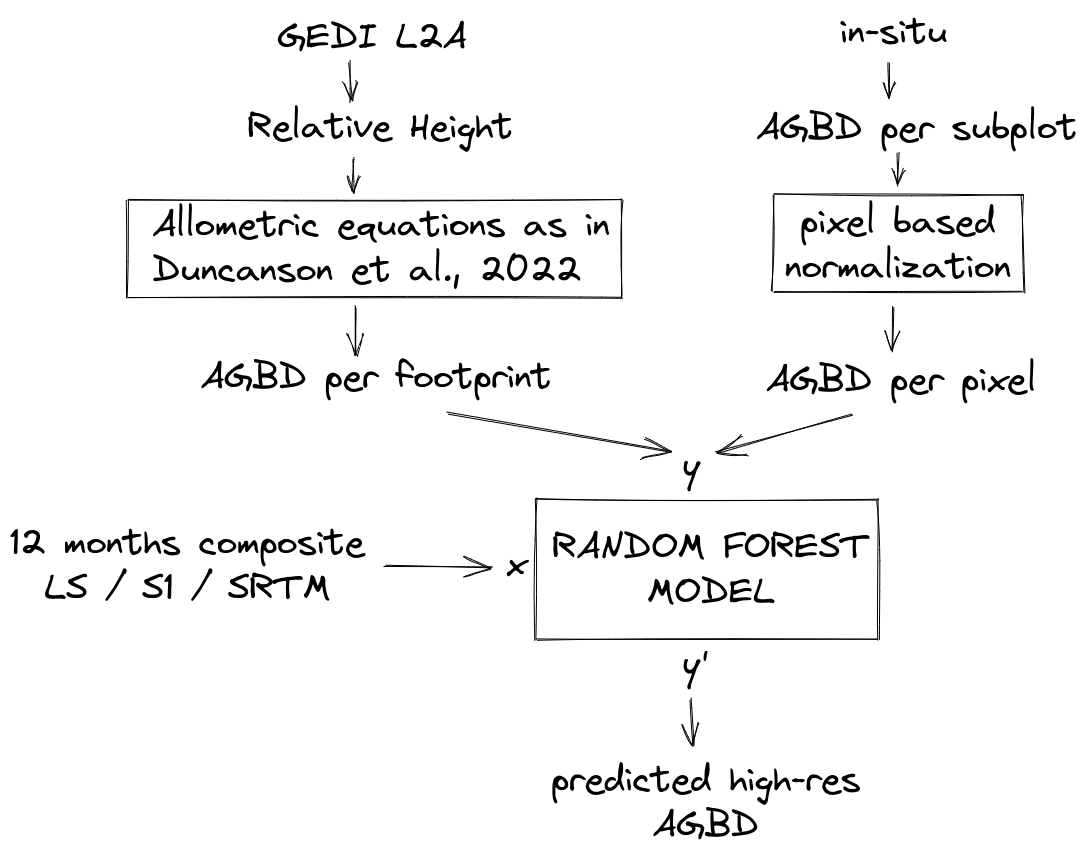 GEDI L2A
Relative Height
Allometric equations as in
Duncanson et al., 2022
AGBD per footprint
in-situ
AGBD per subplot
pixel based
normalization
AGBD per pixel
y
12 months composite
LS / S1 / SRTM
x
RANDOM FOREST
MODEL
y'
predicted high-res
AGBD